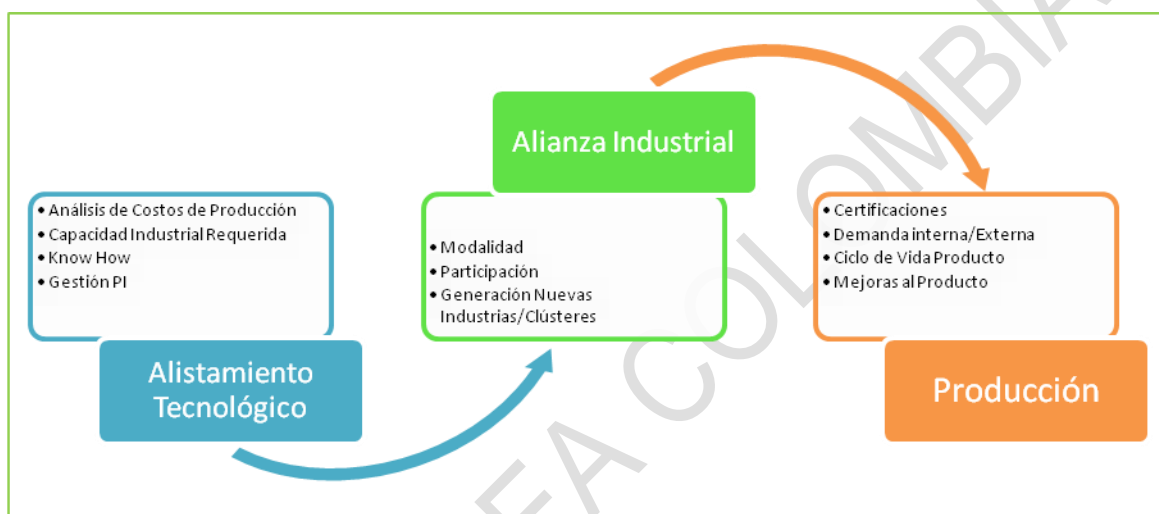 • Análisis de Costos de Producción
• Capacidad Industrial Requerida
• Know How
• Gestión PI
Alistamiento
Tecnológico
Alianza Industrial
• Modalidad
• Participación
• Generación Nuevas
Industrias/Clústeres
• Certificaciones
• Demanda interna/Externa
• Ciclo de Vida Producto
• Mejoras al Producto
Producción
EA COLOMBIA